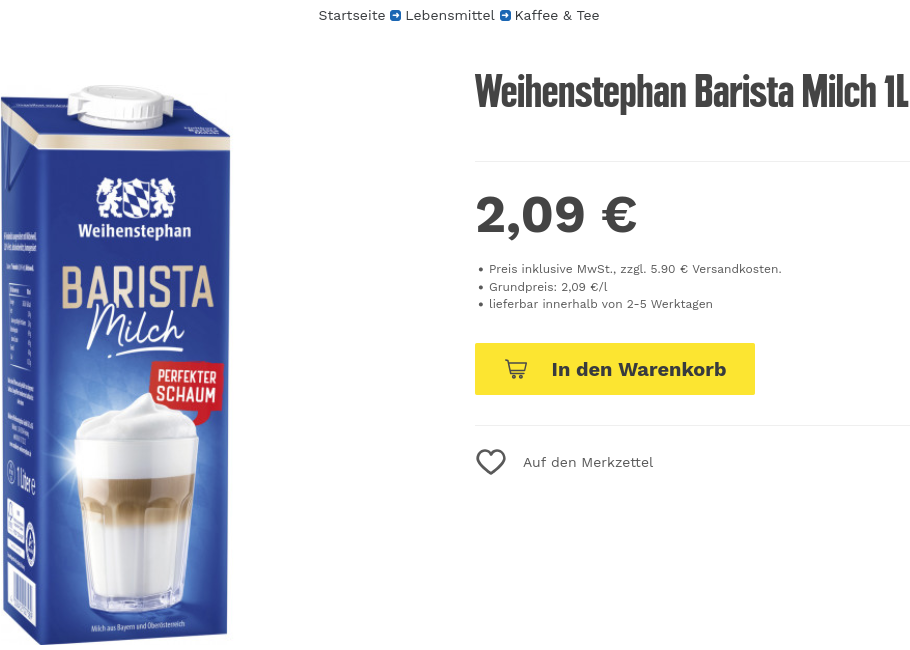 Startseite Lebensmittel Kaffee & Tee
Weihenstephan Barista Milch 1L
2,09 €
• Preis inklusive MwSt., zzgl. 5.90 € Versandkosten.
• Grundpreis: 2,09 €/l
• lieferbar innerhalb von 2-5 Werktagen
In den Warenkorb
Auf den Merkzettel
Weihenstephan
BARISTA
Milch
PERFEKTER
SCHAUM
1 Liter e
Milch aus Bayern und Oberösterreich